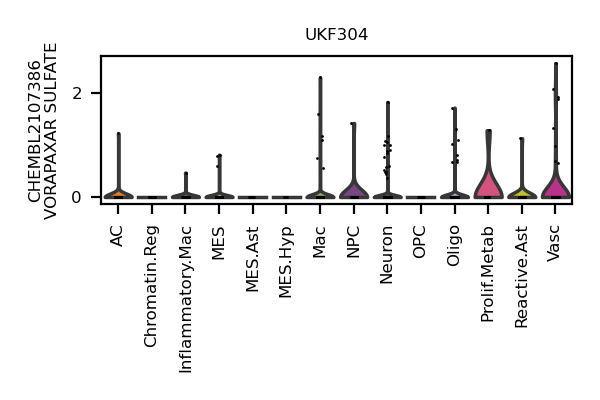 UKF304
CHEMBL2107386
VORAPAXAR SULFATE
2
0
AC
Chromatin.Reg
Inflammatory.Mac
MES
MES.Ast
MES.Hyp
Mac
NPC
Neuron
OPC
Oligo
Prolif.Metab
Reactive.Ast
Vasc